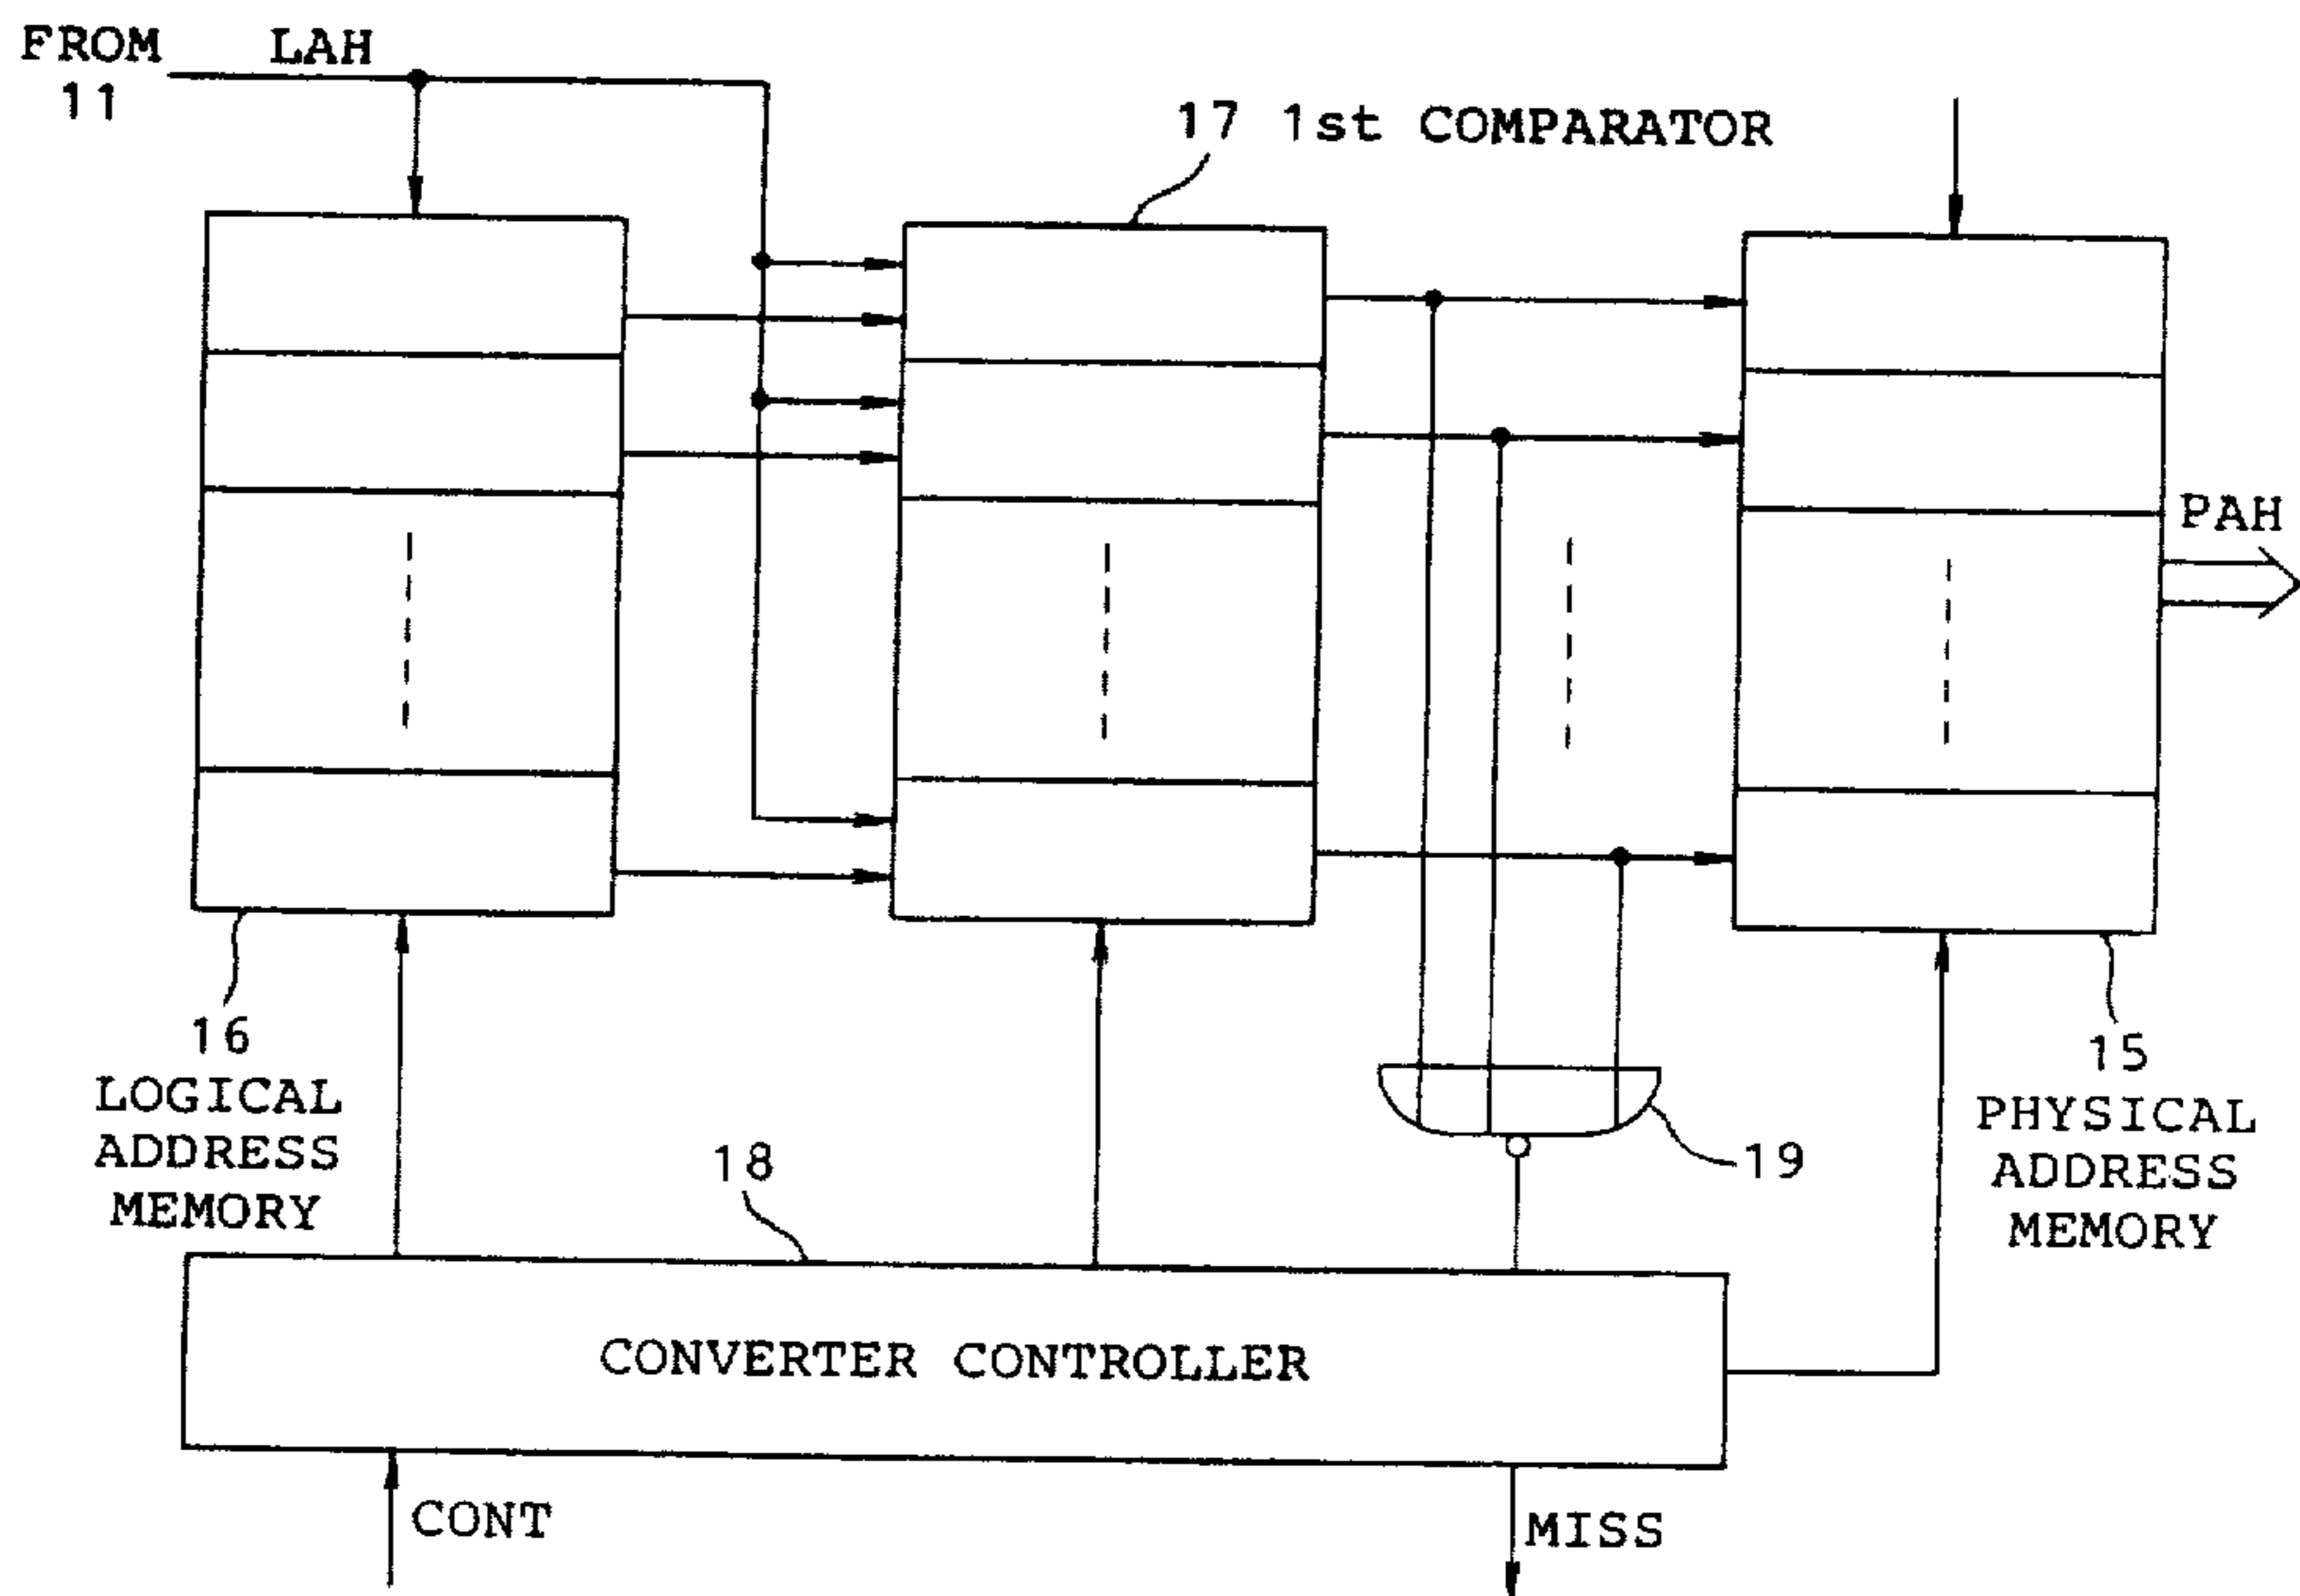 FROM LAH
11
17 1st COMPARATOR
PAH
16
LOGICAL
ADDRESS
MEMORY
15
PHYSICAL
ADDRESS
MEMORY
19
18
CONVERTER CONTROLLER
CONT
MISS